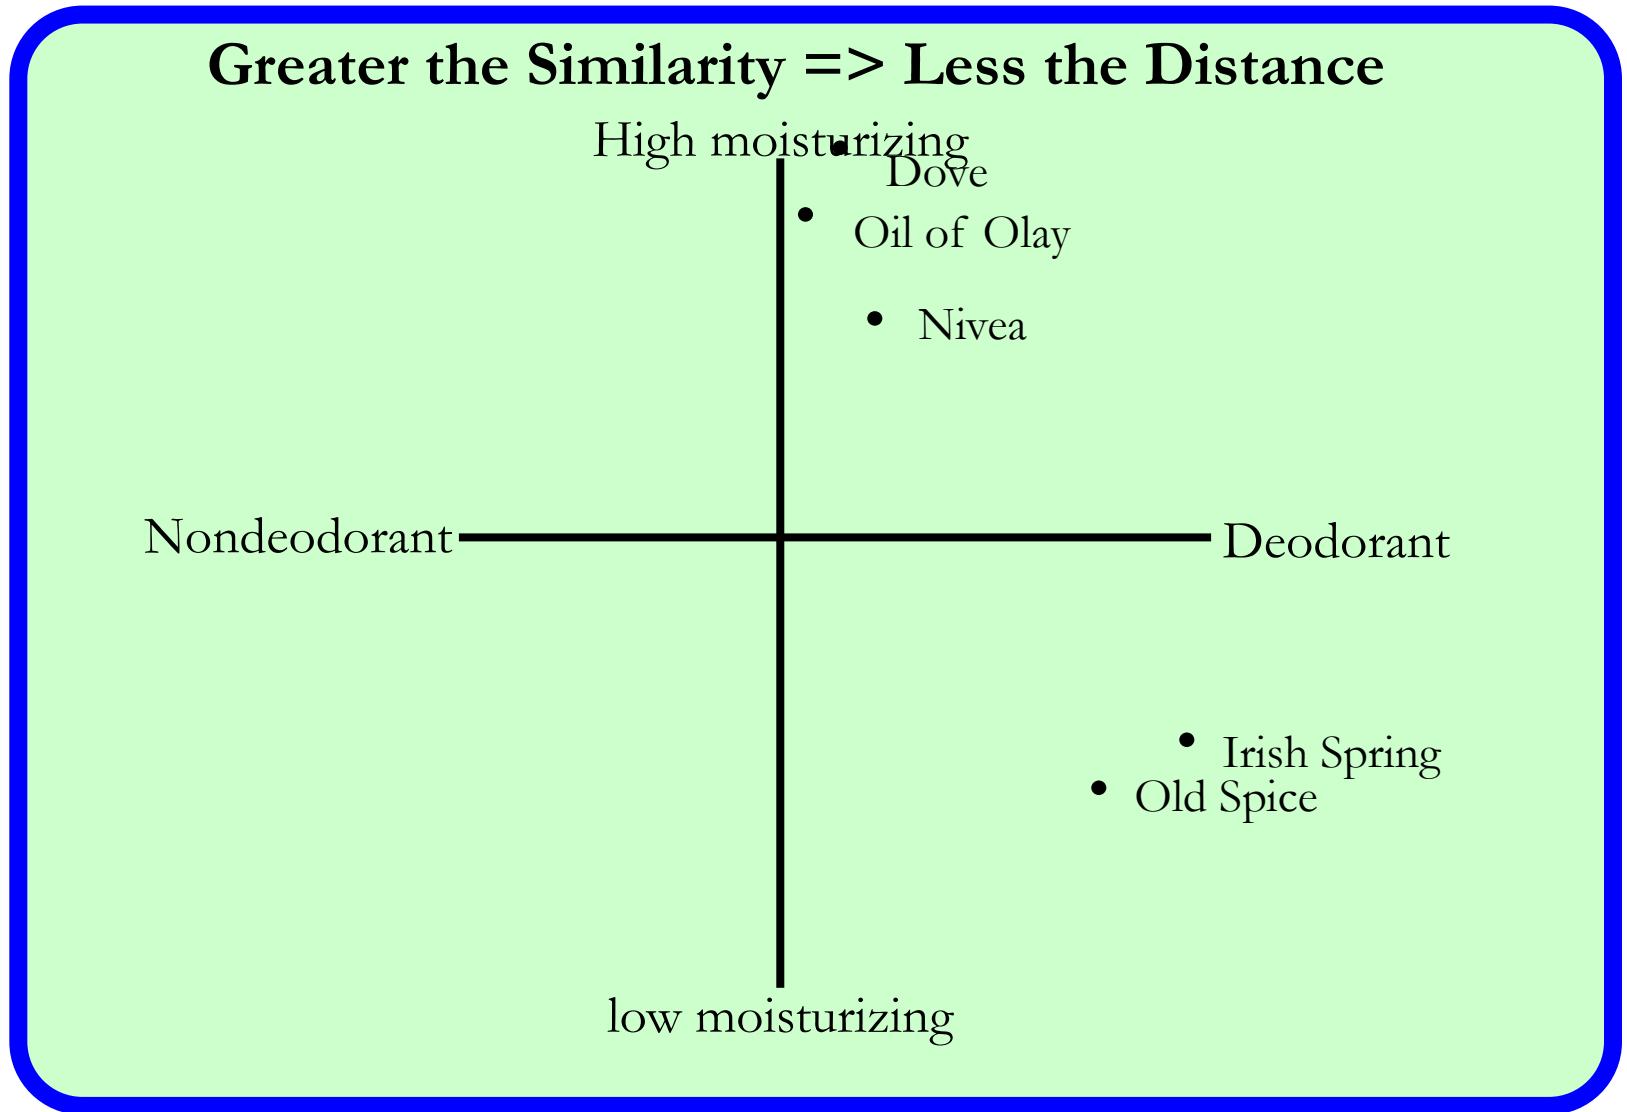 Greater the Similarity => Less the Distance
High moisturizing
Dove
Oil of Olay
Nivea
Nondeodorant
Deodorant
Irish Spring
Old Spice
low moisturizing